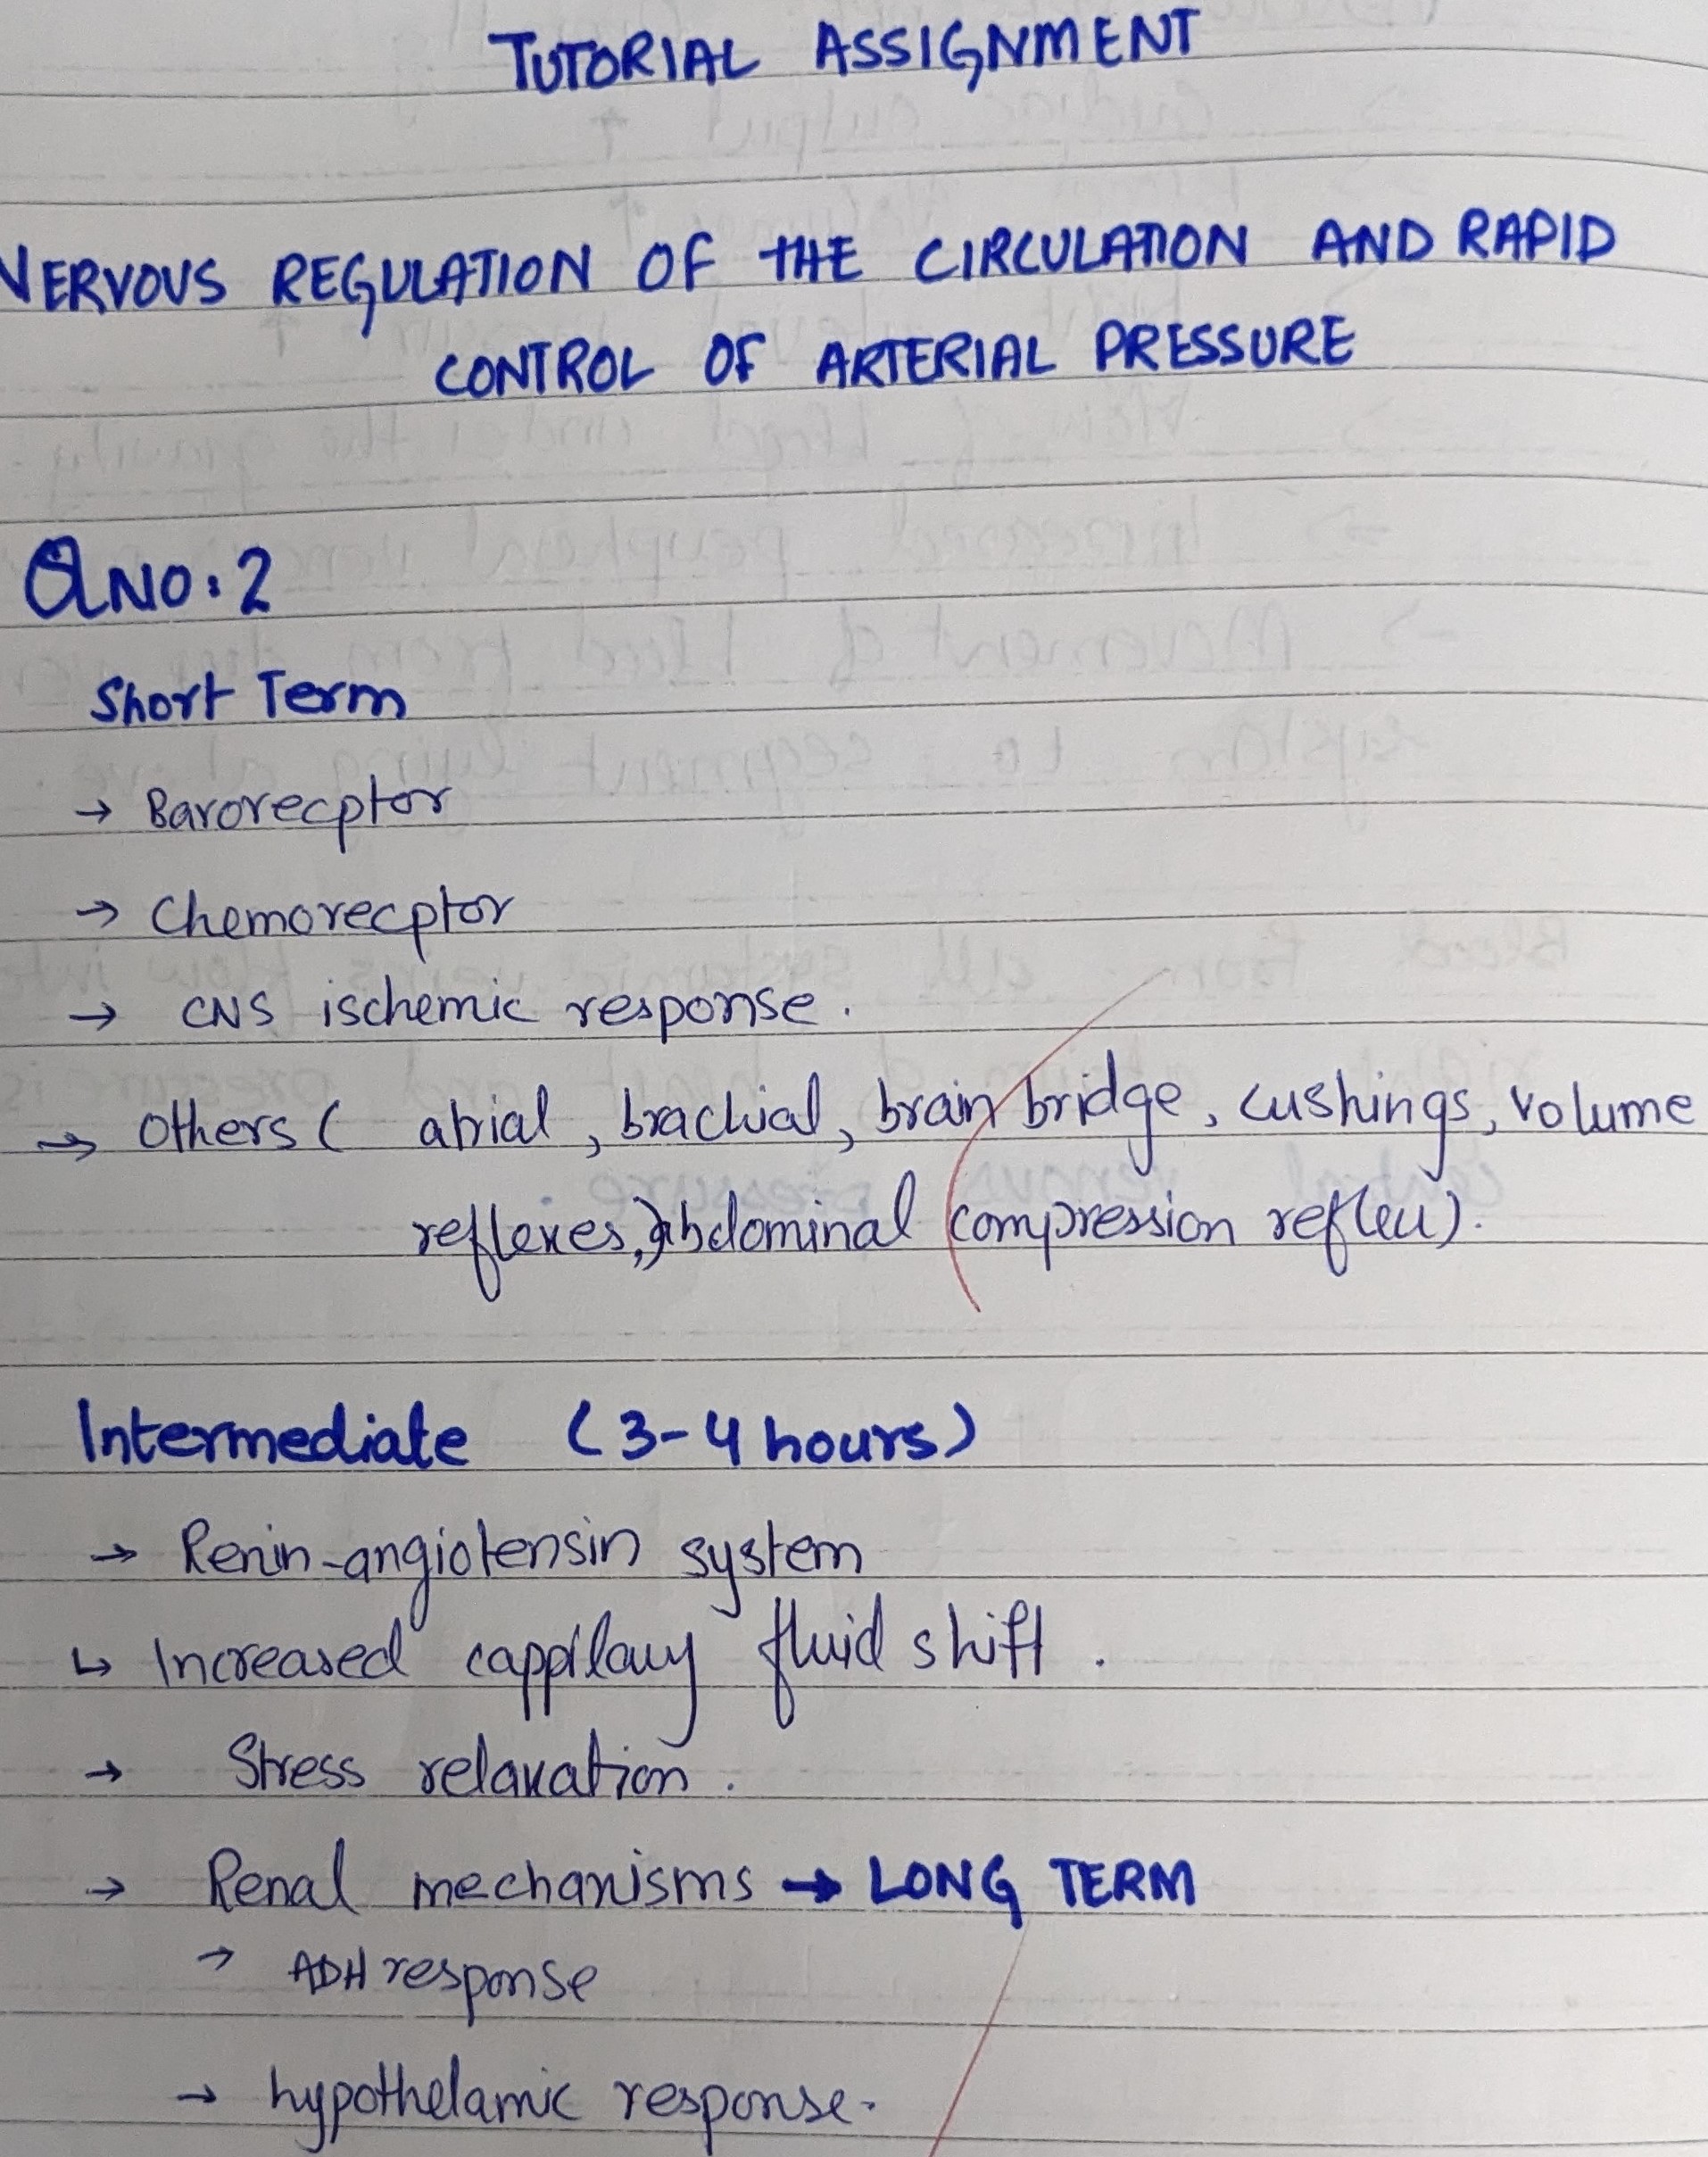 TUTORIAL ASSIGNMENT
NERVOUS REGULATION OF THE CIRCULATION AND RAPID
CONTROL OF ARTERIAL PRESSURE
QNO: 2
Short Term
→ Barorecptor
→ Chemorecptor
→ CNS ischemic response.
→ Others ( atrial, brachial, brain bridge, cushings, volume
reflexes, abdominal compression reflex).
Intermediate (3-4 hours)
→ Renin-angiotensin system
↳ Increased cappilary fluid shift.
→ Stress relaxation.
→ Renal mechanisms → LONG TERM
→ ADH response
→ hypothelamic response.